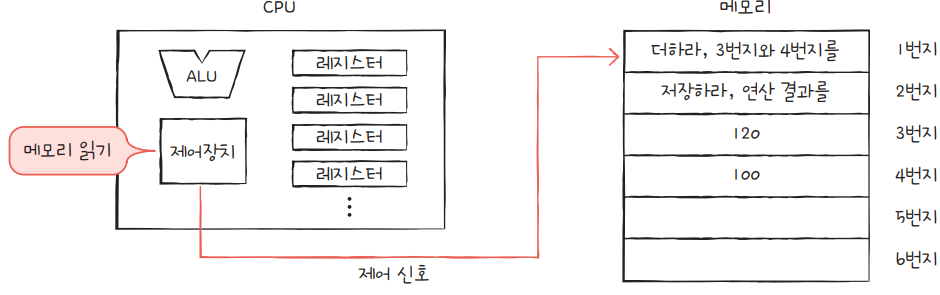 CPU
ALU
레지스터
레지스터
레지스터
레지스터
제어장치
메모리 읽기
제어 신호
메모리
더하라, 3번지와 4번지를 1번지
저장하라, 연산 결과를 2번지
120 3번지
100 4번지
5번지
6번지